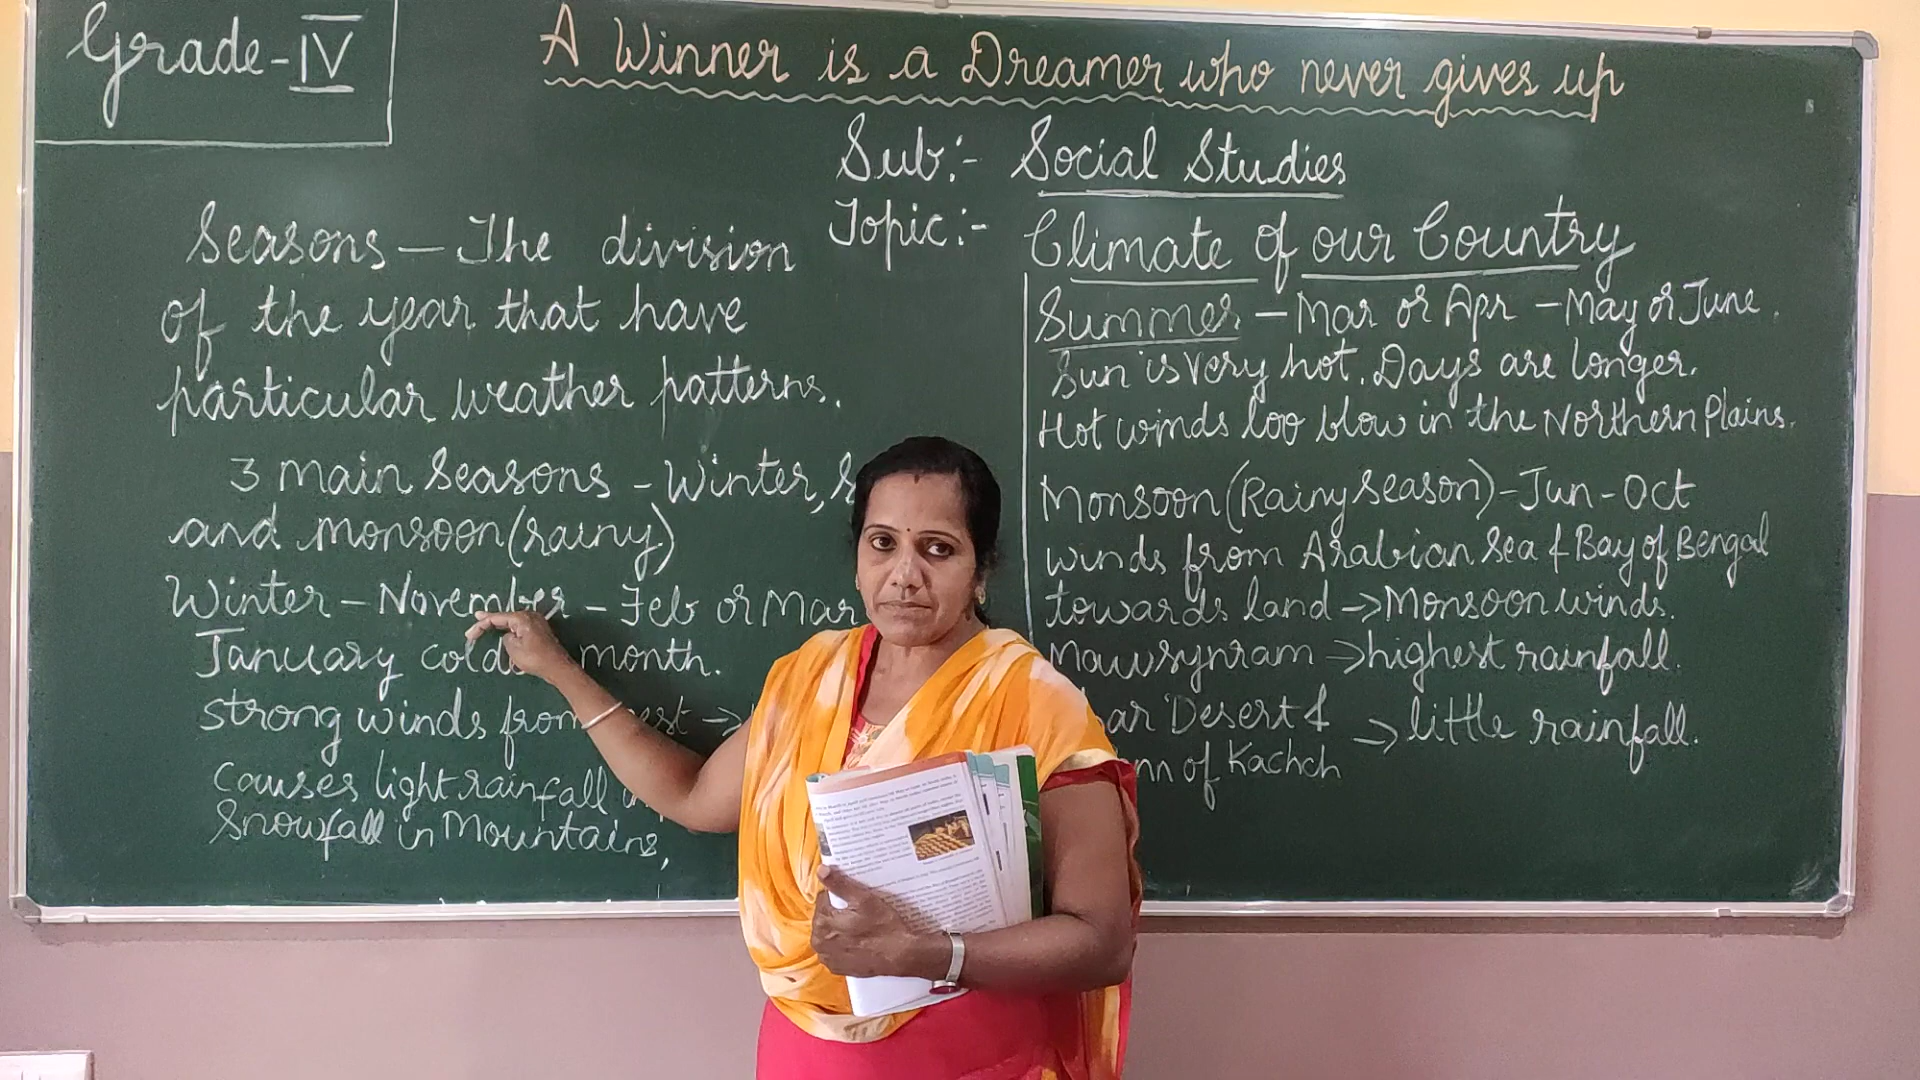 Grade-IV
A Winner is a Dreamer who never gives up
Sub:- Social Studies
Topic:- Climate of our Country
Seasons — The division
of the year that have
particular weather patterns.
3 main seasons - Winter, S
and monsoon (rainy)
Winter - November - Feb or Mar
January month.
strong winds from →
Causes light rainfall
Snowfall in Mountains,
Summer - Mar or Apr - May or June.
Sun is very hot. Days are longer.
Hot winds loo blow in the Northern Plains.
Monsoon (Rainy season) - Jun - Oct
winds from Arabian Sea & Bay of Bengal
towards land → Monsoon winds.
Mawsynram → highest rainfall.
Desert & → little rainfall.
of Kachch